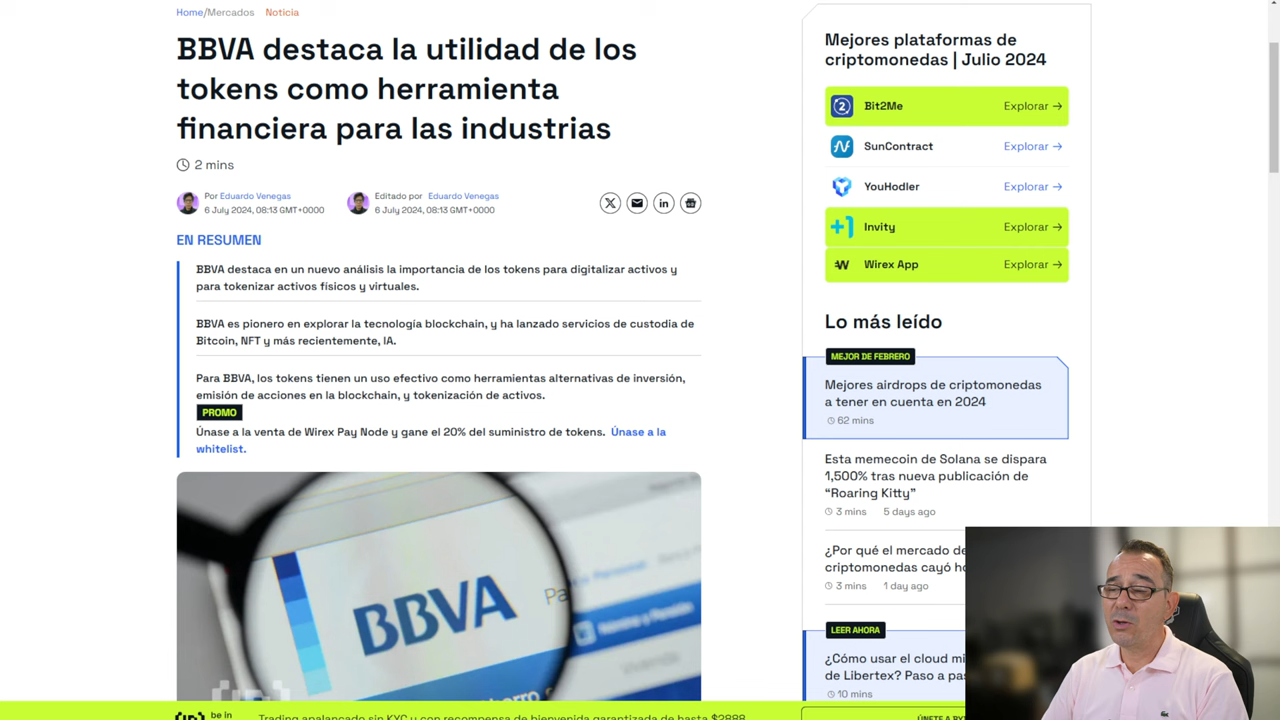 Home/Mercados Noticia
BBVA destaca la utilidad de los
tokens como herramienta
financiera para las industrias
2 mins
Por Eduardo Venegas
6 July 2024, 08:13 GMT+0000
Editado por Eduardo Venegas
6 July 2024, 08:13 GMT+0000
EN RESUMEN
BBVA destaca en un nuevo análisis la importancia de los tokens para digitalizar activos y
para tokenizar activos físicos y virtuales.
BBVA es pionero en explorar la tecnología blockchain, y ha lanzado servicios de custodia de
Bitcoin, NFT y más recientemente, IA.
Para BBVA, los tokens tienen un uso efectivo como herramientas alternativas de inversión,
emisión de acciones en la blockchain, y tokenización de activos.
PROMO
Únase a la venta de Wirex Pay Node y gane el 20% del suministro de tokens. Únase a la
whitelist.
BBVA
Mejores plataformas de
criptomonedas | Julio 2024
Bit2Me Explorar →
SunContract Explorar →
YouHodler Explorar →
Invity Explorar →
Wirex App Explorar →
Lo más leído
MEJOR DE FEBRERO
Mejores airdrops de criptomonedas
a tener en cuenta en 2024
62 mins
Esta memecoin de Solana se dispara
1,500% tras nueva publicación de
“Roaring Kitty”
3 mins 5 days ago
¿Por qué el mercado de
criptomonedas cayó
3 mins 1 day ago
LEER AHORA
¿Cómo usar el cloud
de Libertex? Paso a
10 mins
be in
Trading apalancado sin KYC y con recompensa de bienvenida garantizada de hasta $2888